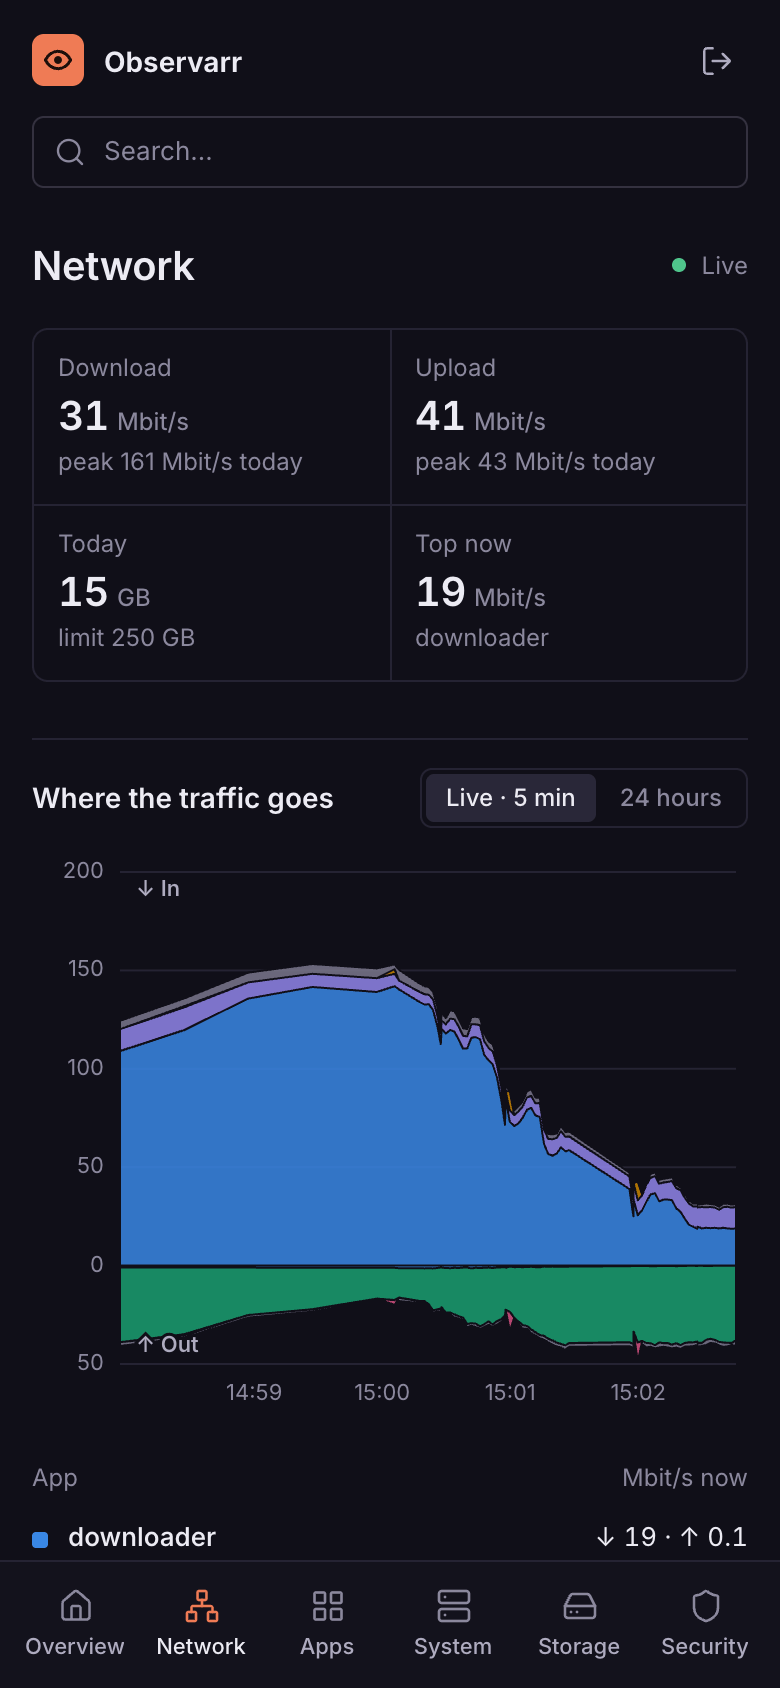 Observarr
Search...
Network
Live
Download
31 Mbit/s
peak 161 Mbit/s today
Upload
41 Mbit/s
peak 43 Mbit/s today
Today
15 GB
limit 250 GB
Top now
19 Mbit/s
downloader
Where the traffic goes
Live · 5 min
24 hours
200
↓ In
150
100
50
0
↑ Out
50
14:59 15:00 15:01 15:02
App
Mbit/s now
downloader
↓ 19 · ↑ 0.1
Overview Network Apps System Storage Security